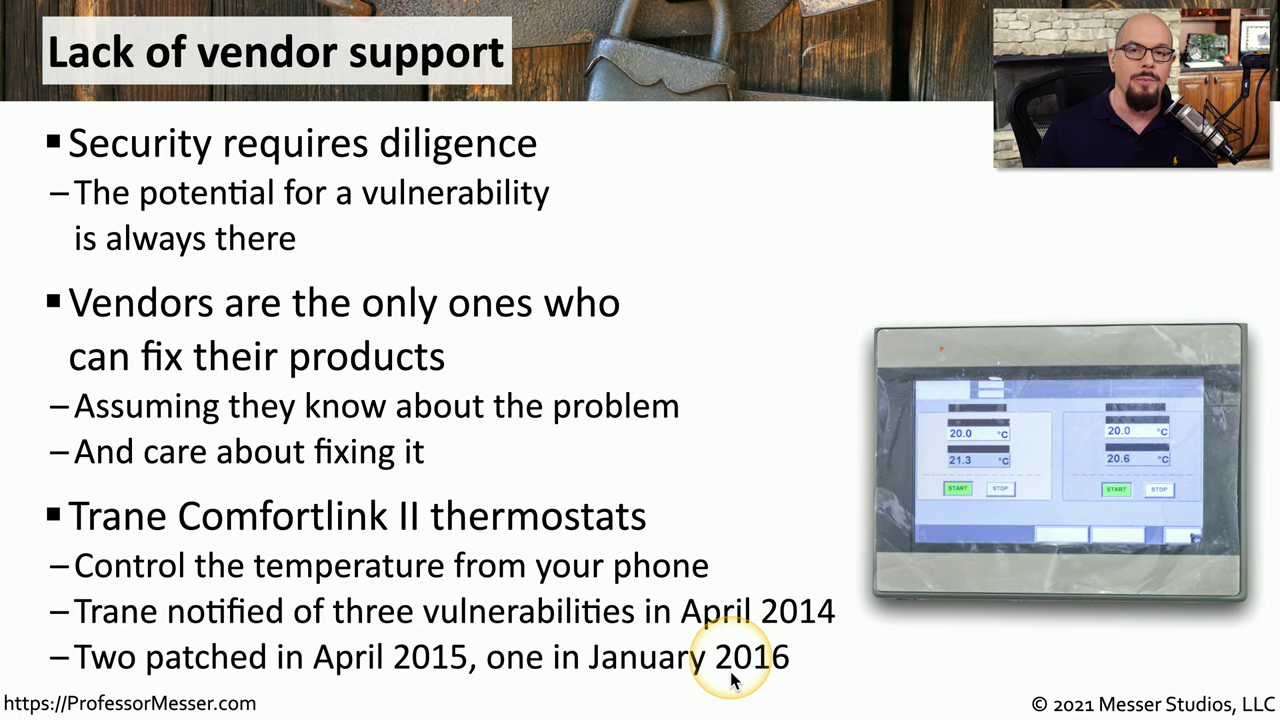 Lack of vendor support
▪ Security requires diligence
– The potential for a vulnerability
is always there
▪ Vendors are the only ones who
can fix their products
– Assuming they know about the problem
– And care about fixing it
▪ Trane Comfortlink II thermostats
– Control the temperature from your phone
– Trane notified of three vulnerabilities in April 2014
– Two patched in April 2015, one in January 2016
20.0 °C
21.3 °C
START STOP
20.0 °C
20.6 °C
START STOP
https://ProfessorMesser.com
© 2021 Messer Studios, LLC